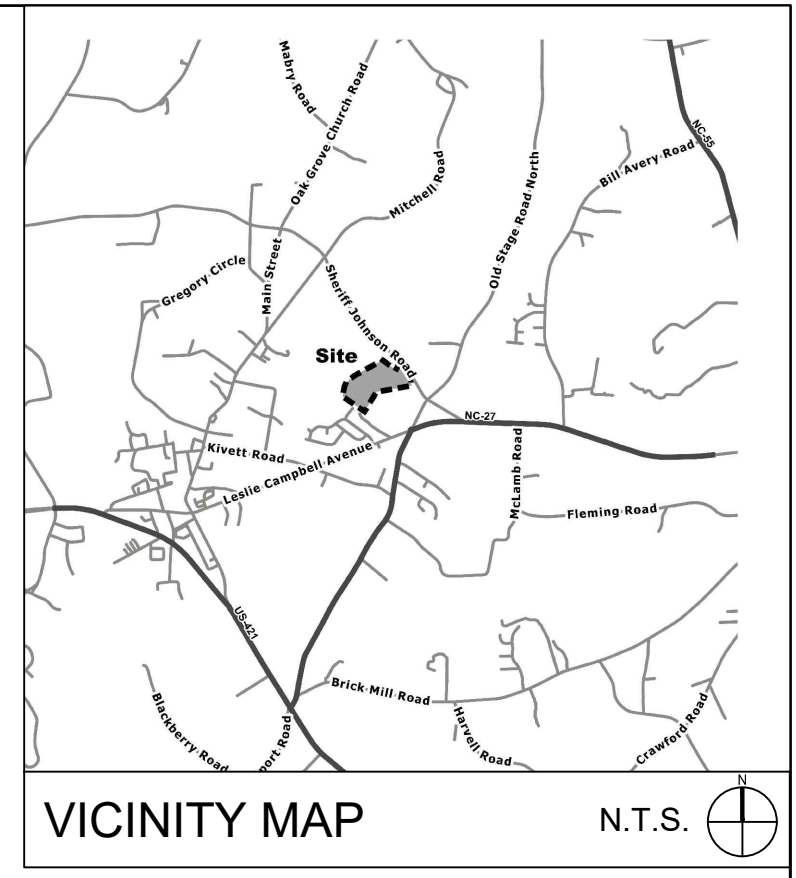 Mabry Road
Oak Grove Church Road
NC-55
Bill Avery Road
Mitchell Road
Old Stage Road North
Main Street
Gregory Circle
Sheriff Johnson Road
Site
NC-27
Kivett Road
Leslie Campbell Avenue
McLamb Road
Fleming Road
US-421
Brick Mill Road
Blackberry Road
port Road
Harvell Road
Crawford Road
VICINITY MAP
N.T.S.
N